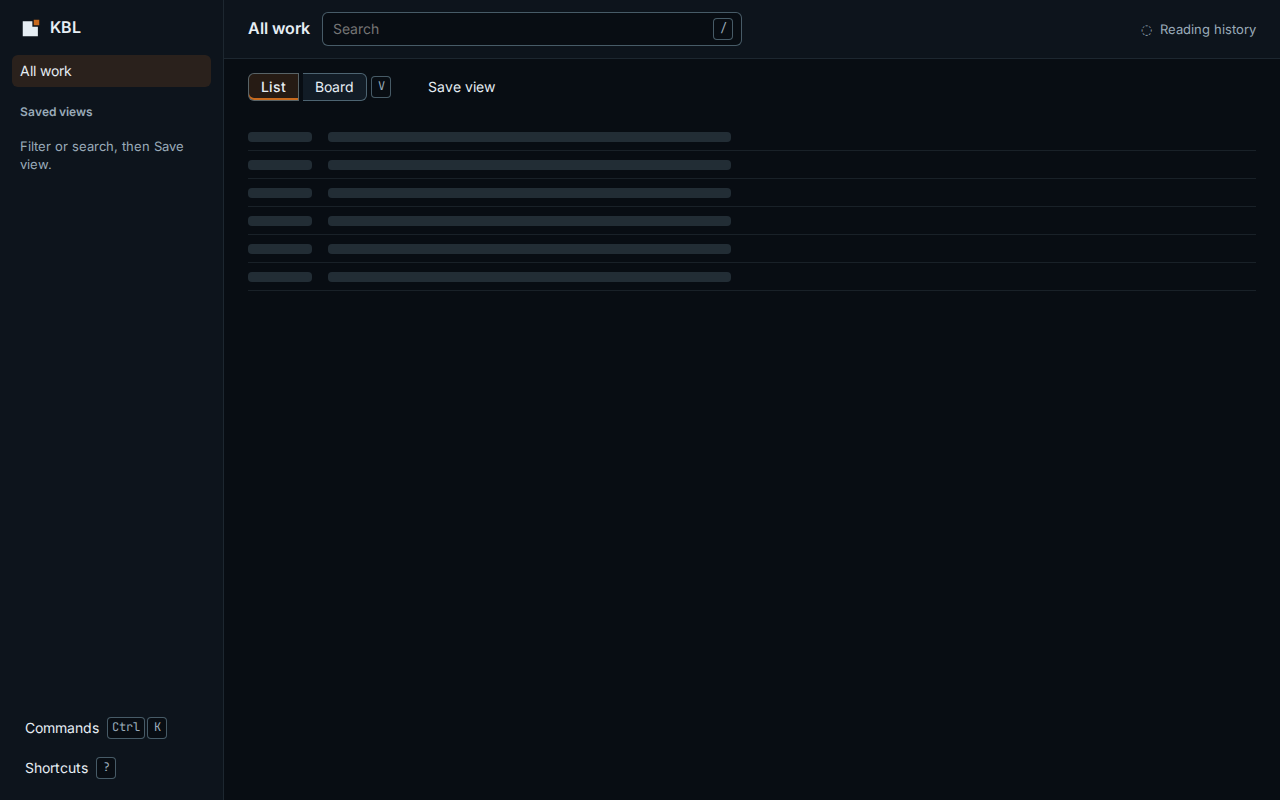 KBL
All work
Saved views
Filter or search, then Save
view.
Commands Ctrl K
Shortcuts ?
All work
Search /
Reading history
List Board V Save view